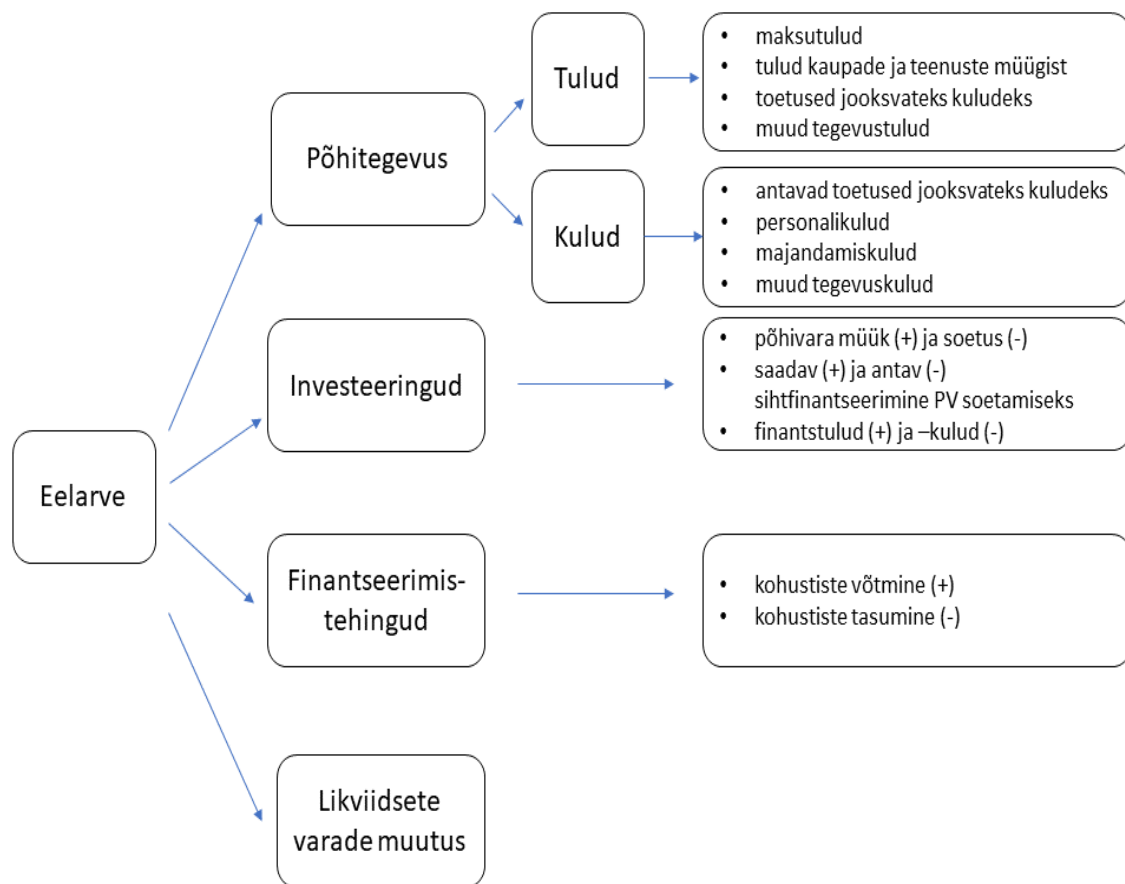 Eelarve
Põhitegevus
Tulud
• maksutulud
• tulud kaupade ja teenuste müügist
• toetused jooksvateks kuludeks
• muud tegevustulud
Kulud
• antavad toetused jooksvateks kuludeks
• personalikulud
• majandamiskulud
• muud tegevuskulud
Investeeringud
• põhivara müük (+) ja soetus (-)
• saadav (+) ja antav (-)
sihtfinantseerimine PV soetamiseks
• finantstulud (+) ja –kulud (-)
Finantseerimis-
tehingud
• kohustiste võtmine (+)
• kohustiste tasumine (-)
Likviidsete
varade muutus